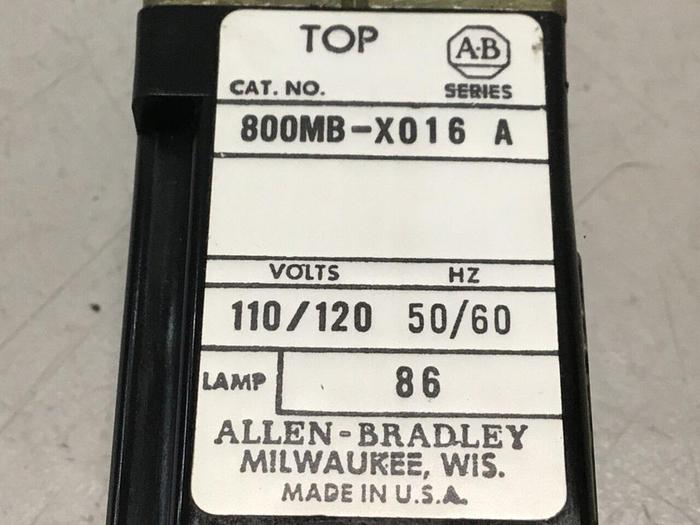 TOP
A-B
CAT. NO. SERIES
800MB-X016 A
VOLTS HZ
110/120 50/60
LAMP 86
ALLEN-BRADLEY
MILWAUKEE, WIS.
MADE IN U.S.A.